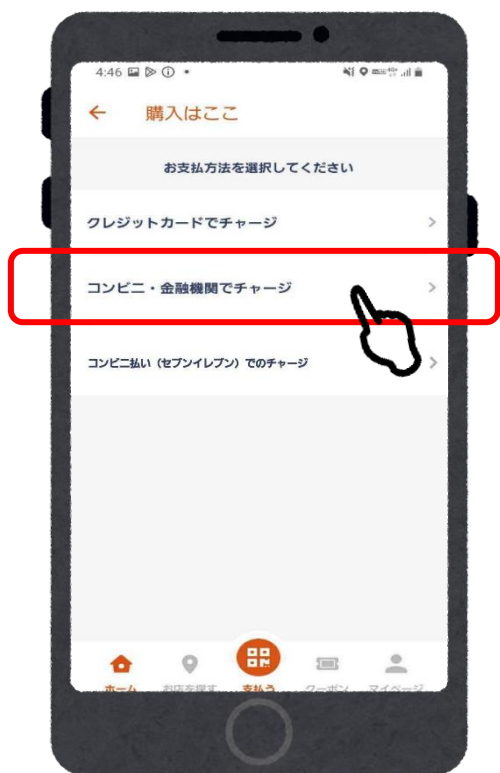 4:46
← 購入はここ
お支払方法を選択してください
クレジットカードでチャージ >
コンビニ・金融機関でチャージ >
コンビニ払い（セブンイレブン）でのチャージ >
ホーム お店を探す 支払う クーポン マイページ